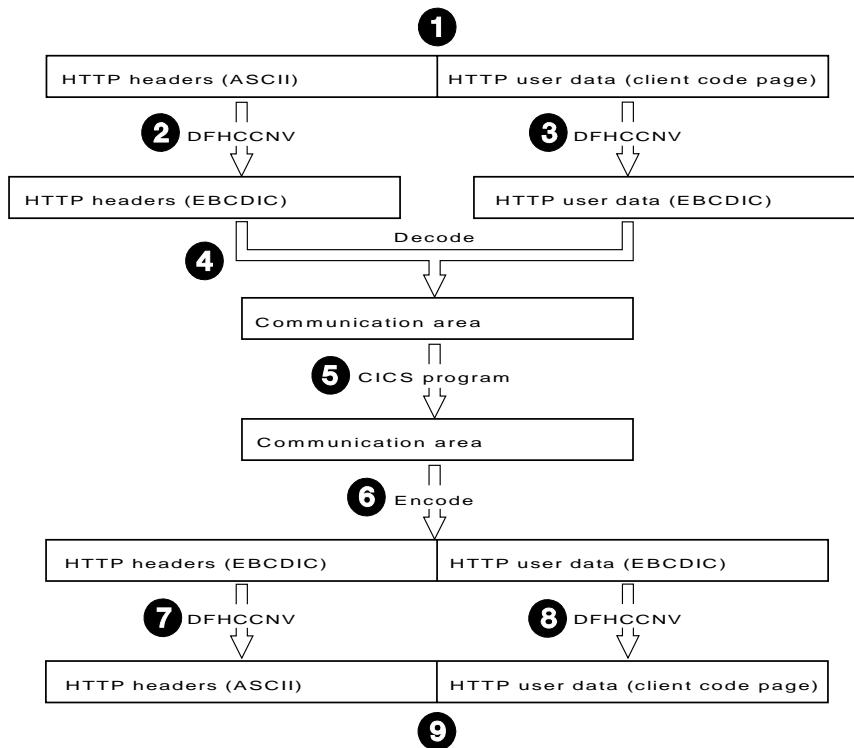 1
HTTP headers (ASCII)
HTTP user data (client code page)
2 DFHCCNV
3 DFHCCNV
HTTP headers (EBCDIC)
HTTP user data (EBCDIC)
Decode
4
Communication area
5 CICS program
Communication area
6 Encode
HTTP headers (EBCDIC)
HTTP user data (EBCDIC)
7 DFHCCNV
8 DFHCCNV
HTTP headers (ASCII)
HTTP user data (client code page)
9